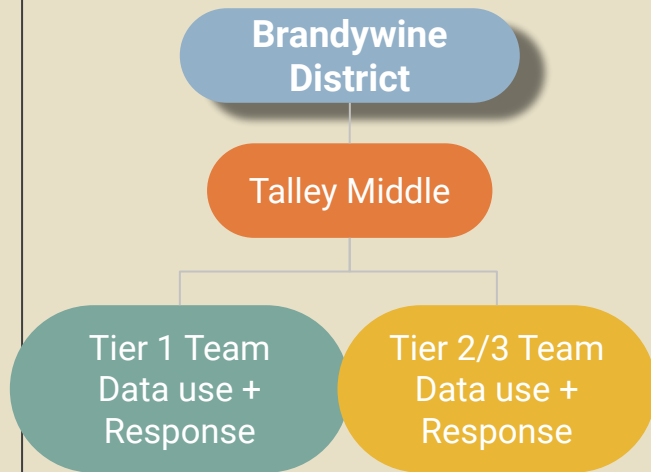 Brandywine
District
Talley Middle
Tier 1 Team
Data use +
Response
Tier 2/3 Team
Data use +
Response